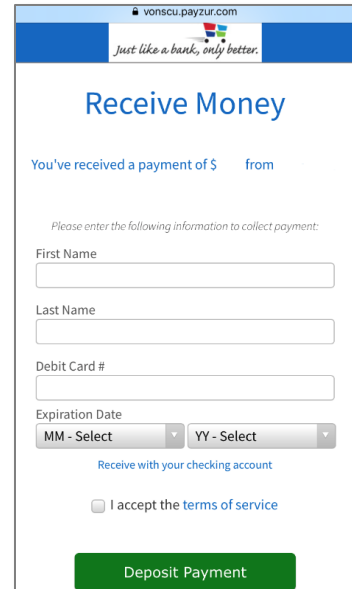 vonscu.payzur.com
Just like a bank, only better.
Receive Money
You've received a payment of $ from
Please enter the following information to collect payment:
First Name
Last Name
Debit Card #
Expiration Date
MM - Select YY - Select
Receive with your checking account
I accept the terms of service
Deposit Payment